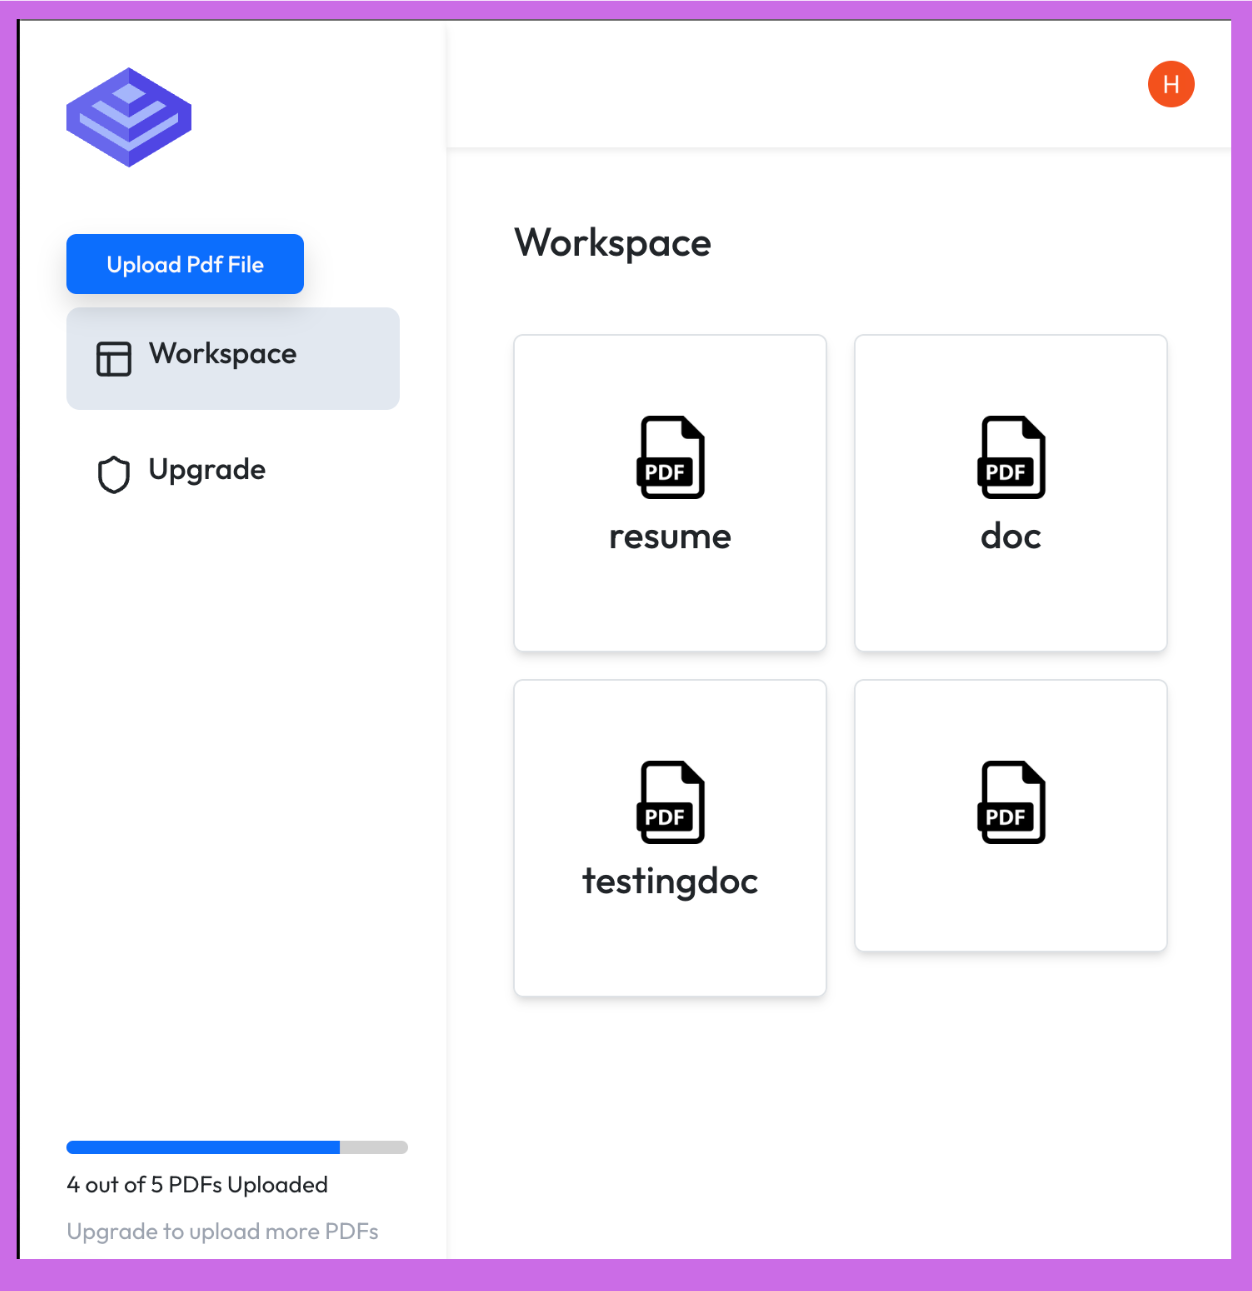 H
Upload Pdf File
Workspace
Upgrade
4 out of 5 PDFs Uploaded
Upgrade to upload more PDFs
Workspace
PDF
resume
PDF
doc
PDF
testingdoc
PDF